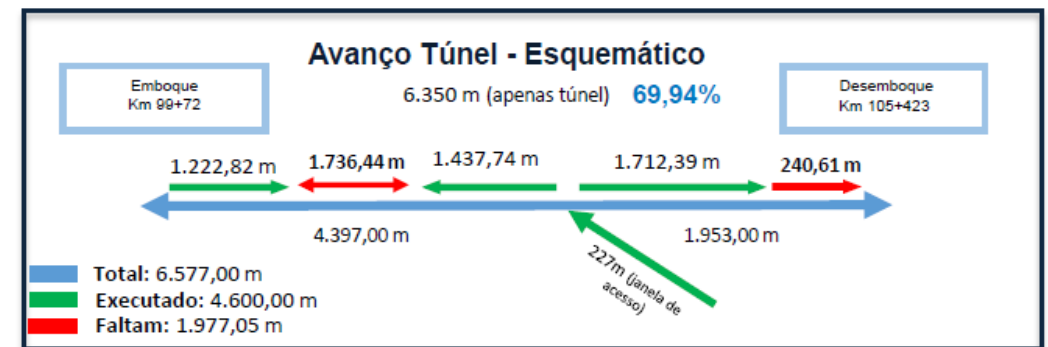 Avanço Túnel - Esquemático
Emboque
Km 99+72
6.350 m (apenas túnel) 69,94%
Desemboque
Km 105+423
1.222,82 m
1.736,44 m
1.437,74 m
1.712,39 m
240,61 m
4.397,00 m
1.953,00 m
227m (janela de
acesso)
Total: 6.577,00 m
Executado: 4.600,00 m
Faltam: 1.977,05 m